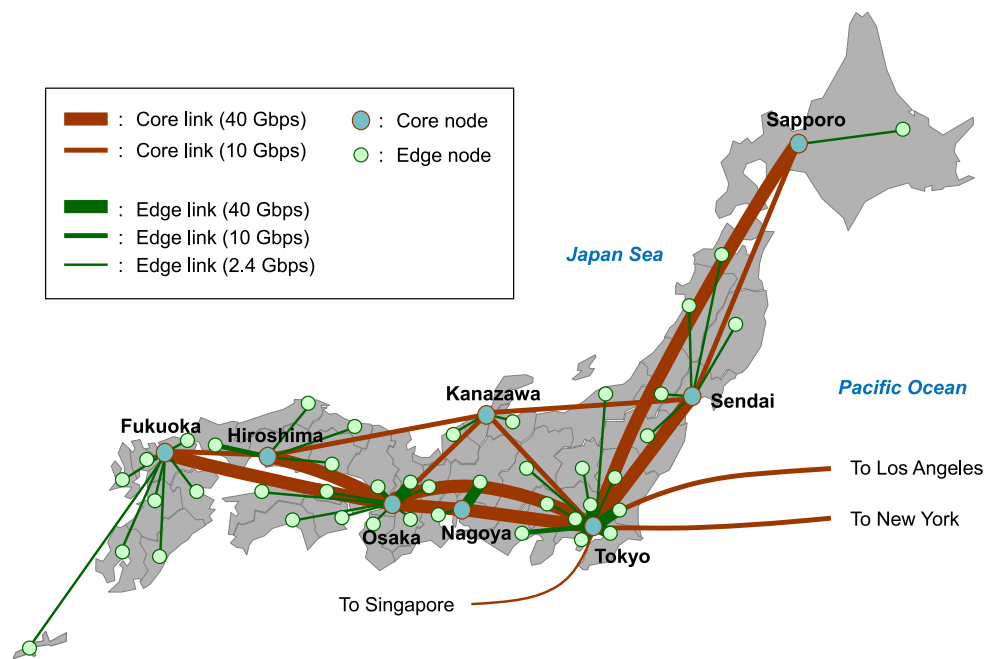 : Core link (40 Gbps)
: Core link (10 Gbps)
: Core node
: Edge node
: Edge link (40 Gbps)
: Edge link (10 Gbps)
: Edge link (2.4 Gbps)
Sapporo
Japan Sea
Pacific Ocean
Kanazawa
Sendai
Fukuoka
Hiroshima
To Los Angeles
To New York
Osaka
Nagoya
Tokyo
To Singapore